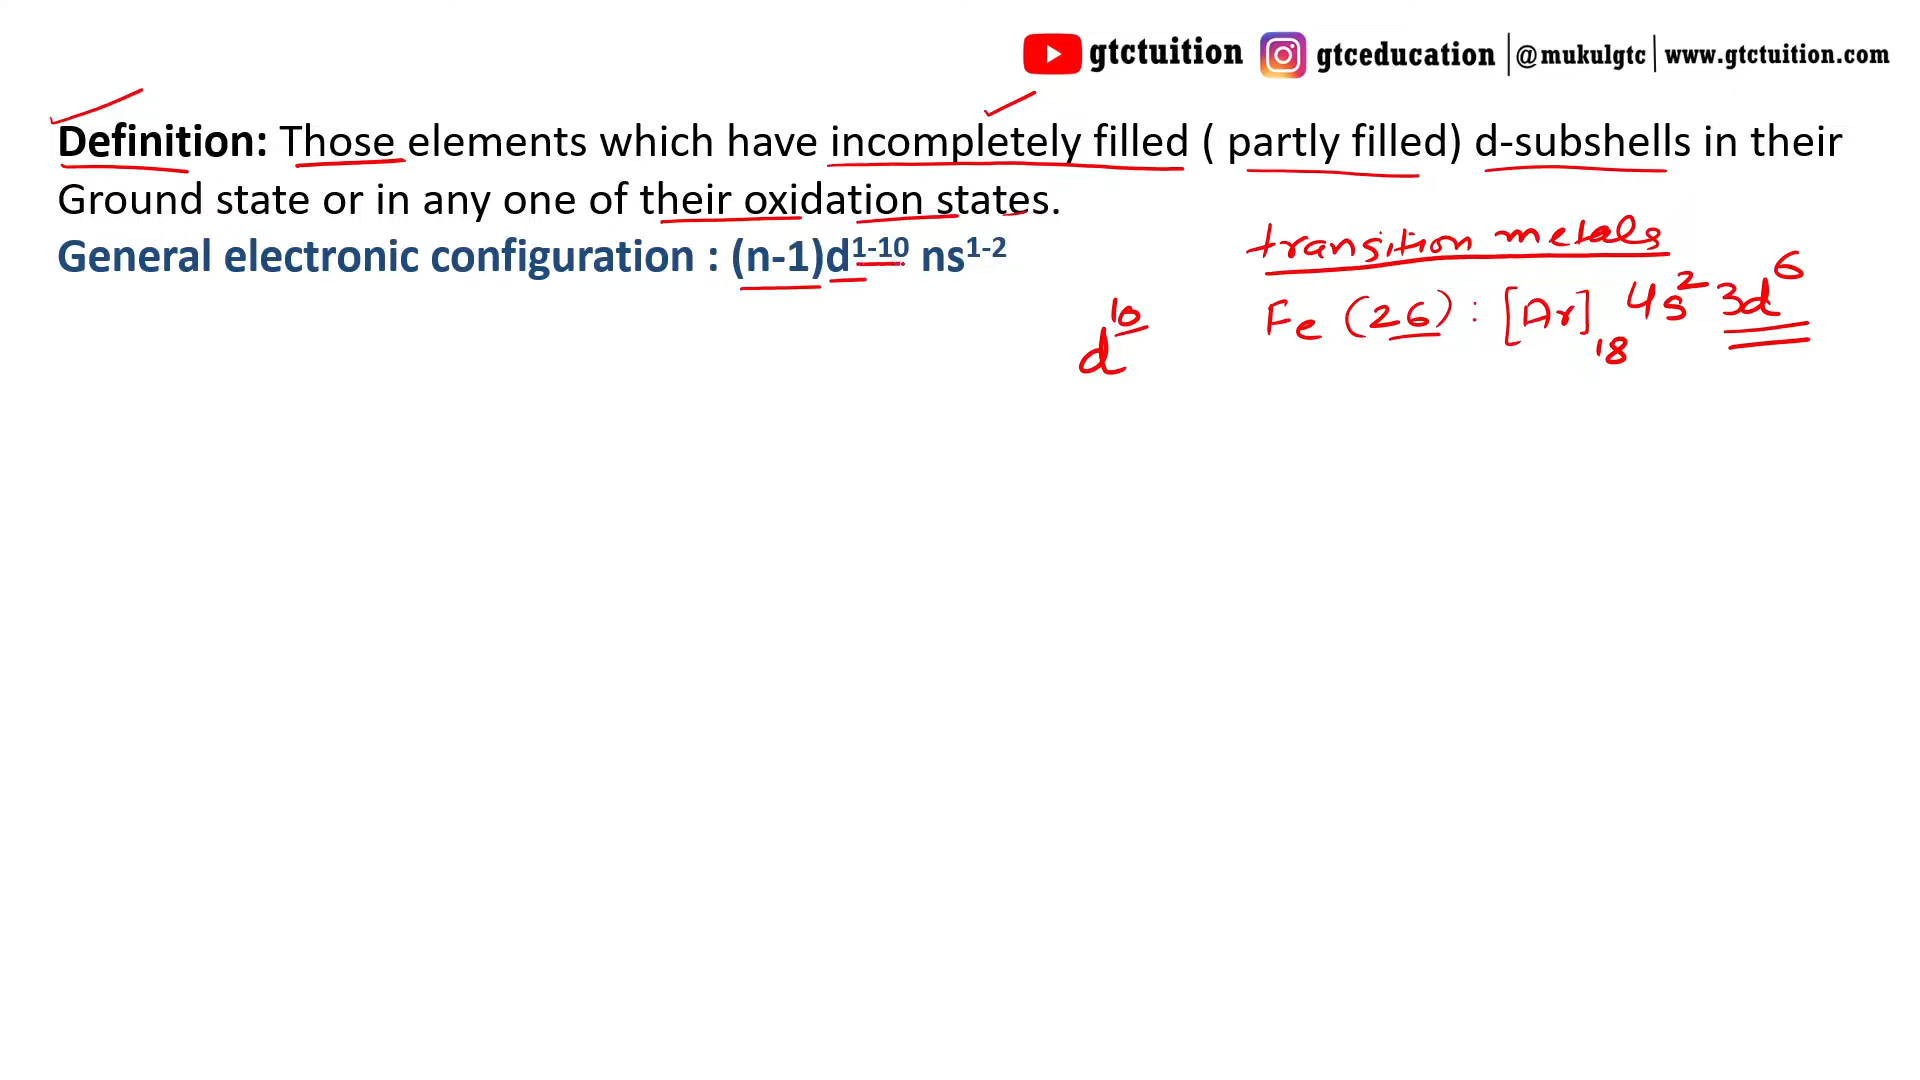 gtctuition gtceducation |@mukulgtc| www.gtctuition.com
Definition: Those elements which have incompletely filled ( partly filled) d-subshells in their
Ground state or in any one of their oxidation states.
General electronic configuration : (n-1)d¹⁻¹⁰ ns¹⁻²
transition metals
Fe (26) : [Ar]₁₈ 4s² 3d⁶
d¹⁰